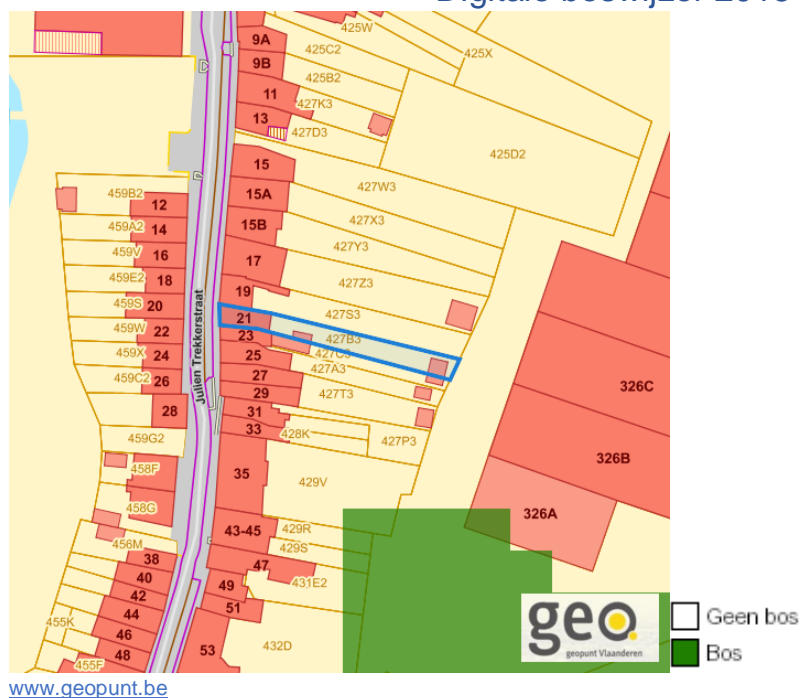 425W
9A
425C2
425X
9B
425B2
11
427K3
13
427D3
425D2
15
427W3
459B2
12
15A
427X3
459A2
14
15B
427Y3
459V
16
17
427Z3
459E2
18
19
459S
20
427S3
21
427B3
459W
22
23
427C3
459X
24
25
427A3
459C2
26
27
427T3
29
28
31
459G2
33
428K
427P3
Julien Trekkerstraat
326C
326B
458F
35
429V
326A
458G
43-45
429R
456M
429S
38
47
40
431E2
42
49
44
51
455K
46
432D
48
53
455F
geo
geopunt Vlaanderen
Geen bos
Bos
www.geopunt.be